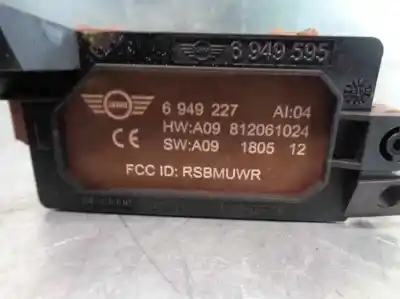 6 949 595
6 949 227 AI:04
HW:A09 812061024
SW:A09 1805 12
FCC ID: RSBMUWR